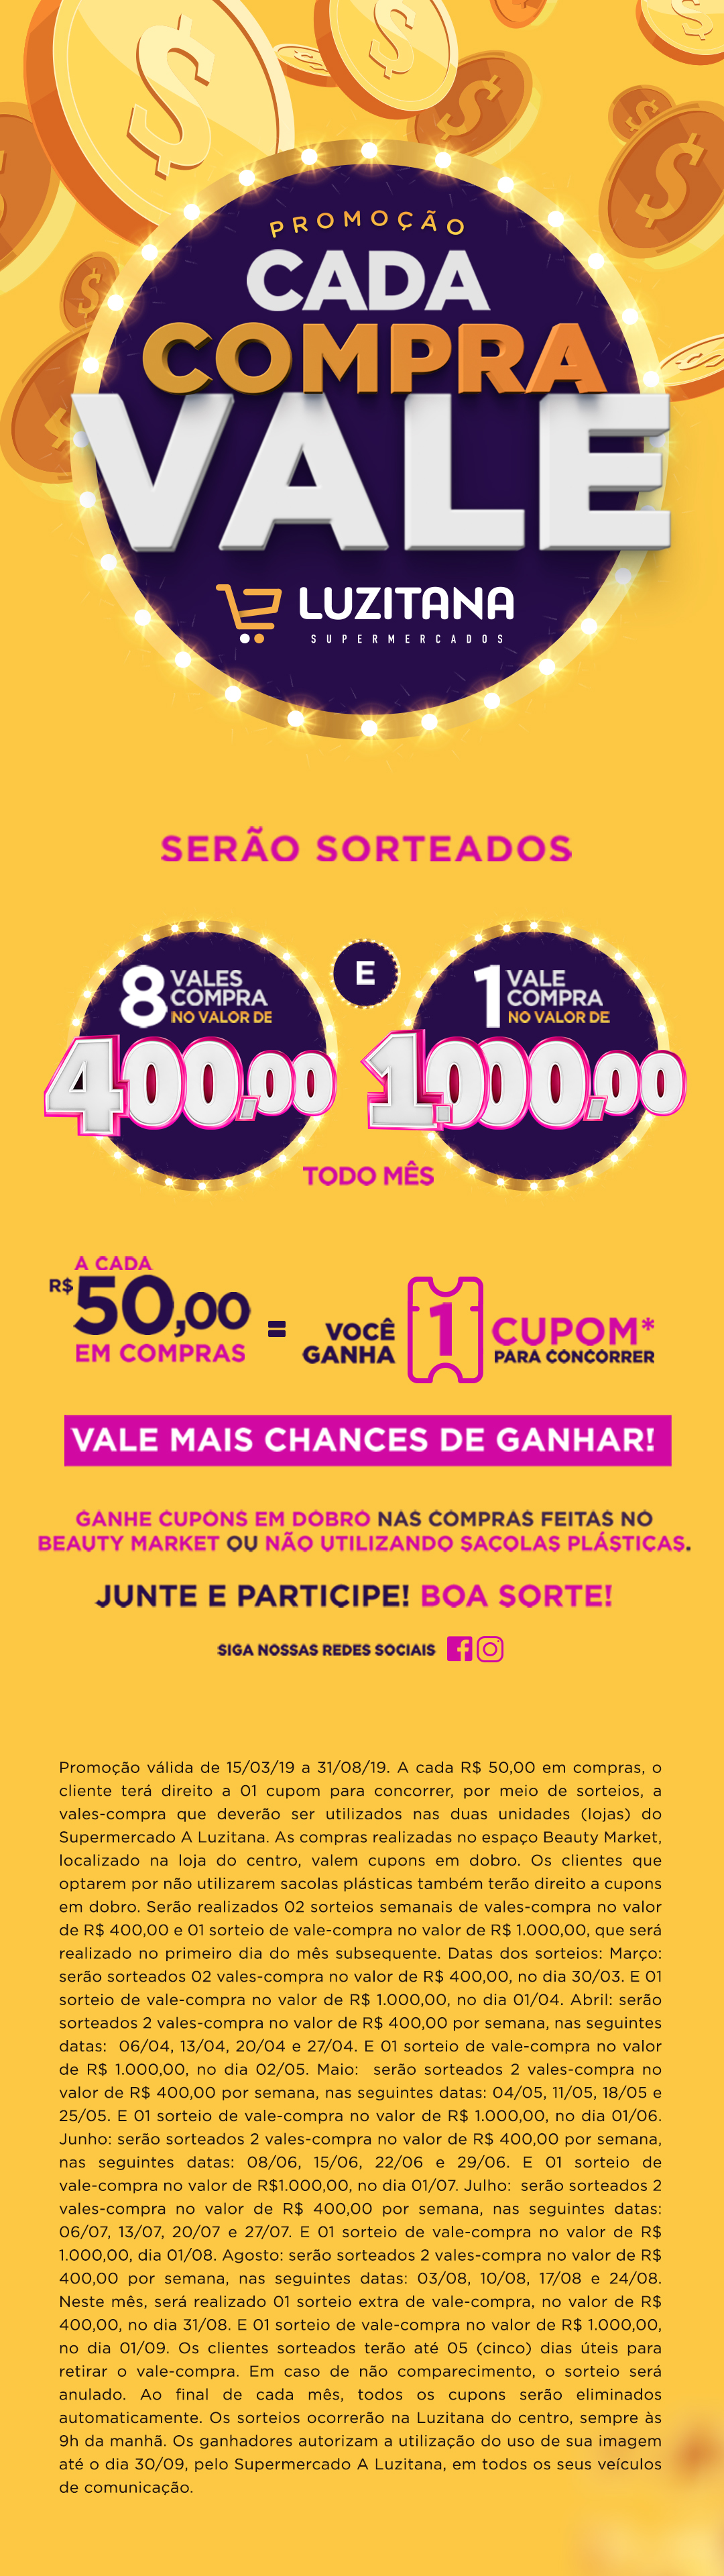 PROMOÇÃO
CADA
COMPRA
VALE
LUZITANA
SUPERMERCADOS
SERÃO SORTEADOS
8 VALES
COMPRA
NO VALOR DE
400,00
E
1 VALE
COMPRA
NO VALOR DE
1.000,00
TODO MÊS
A CADA
R$ 50,00
EM COMPRAS
=
VOCÊ
GANHA
1
CUPOM*
PARA CONCORRER
VALE MAIS CHANCES DE GANHAR!
GANHE CUPONS EM DOBRO NAS COMPRAS FEITAS NO
BEAUTY MARKET OU NÃO UTILIZANDO SACOLAS PLÁSTICAS.
JUNTE E PARTICIPE! BOA SORTE!
SIGA NOSSAS REDES SOCIAIS
Promoção válida de 15/03/19 a 31/08/19. A cada R$ 50,00 em compras, o
cliente terá direito a 01 cupom para concorrer, por meio de sorteios, a
vales-compra que deverão ser utilizados nas duas unidades (lojas) do
Supermercado A Luzitana. As compras realizadas no espaço Beauty Market,
localizado na loja do centro, valem cupons em dobro. Os clientes que
optarem por não utilizarem sacolas plásticas também terão direito a cupons
em dobro. Serão realizados 02 sorteios semanais de vales-compra no valor
de R$ 400,00 e 01 sorteio de vale-compra no valor de R$ 1.000,00, que será
realizado no primeiro dia do mês subsequente. Datas dos sorteios: Março:
serão sorteados 02 vales-compra no valor de R$ 400,00, no dia 30/03. E 01
sorteio de vale-compra no valor de R$ 1.000,00, no dia 01/04. Abril: serão
sorteados 2 vales-compra no valor de R$ 400,00 por semana, nas seguintes
datas: 06/04, 13/04, 20/04 e 27/04. E 01 sorteio de vale-compra no valor
de R$ 1.000,00, no dia 02/05. Maio: serão sorteados 2 vales-compra no
valor de R$ 400,00 por semana, nas seguintes datas: 04/05, 11/05, 18/05 e
25/05. E 01 sorteio de vale-compra no valor de R$ 1.000,00, no dia 01/06.
Junho: serão sorteados 2 vales-compra no valor de R$ 400,00 por semana,
nas seguintes datas: 08/06, 15/06, 22/06 e 29/06. E 01 sorteio de
vale-compra no valor de R$1.000,00, no dia 01/07. Julho: serão sorteados 2
vales-compra no valor de R$ 400,00 por semana, nas seguintes datas:
06/07, 13/07, 20/07 e 27/07. E 01 sorteio de vale-compra no valor de R$
1.000,00, dia 01/08. Agosto: serão sorteados 2 vales-compra no valor de R$
400,00 por semana, nas seguintes datas: 03/08, 10/08, 17/08 e 24/08.
Neste mês, será realizado 01 sorteio extra de vale-compra, no valor de R$
400,00, no dia 31/08. E 01 sorteio de vale-compra no valor de R$ 1.000,00,
no dia 01/09. Os clientes sorteados terão até 05 (cinco) dias úteis para
retirar o vale-compra. Em caso de não comparecimento, o sorteio será
anulado. Ao final de cada mês, todos os cupons serão eliminados
automaticamente. Os sorteios ocorrerão na Luzitana do centro, sempre às
9h da manhã. Os ganhadores autorizam a utilização do uso de sua imagem
até o dia 30/09, pelo Supermercado A Luzitana, em todos os seus veículos
de comunicação.